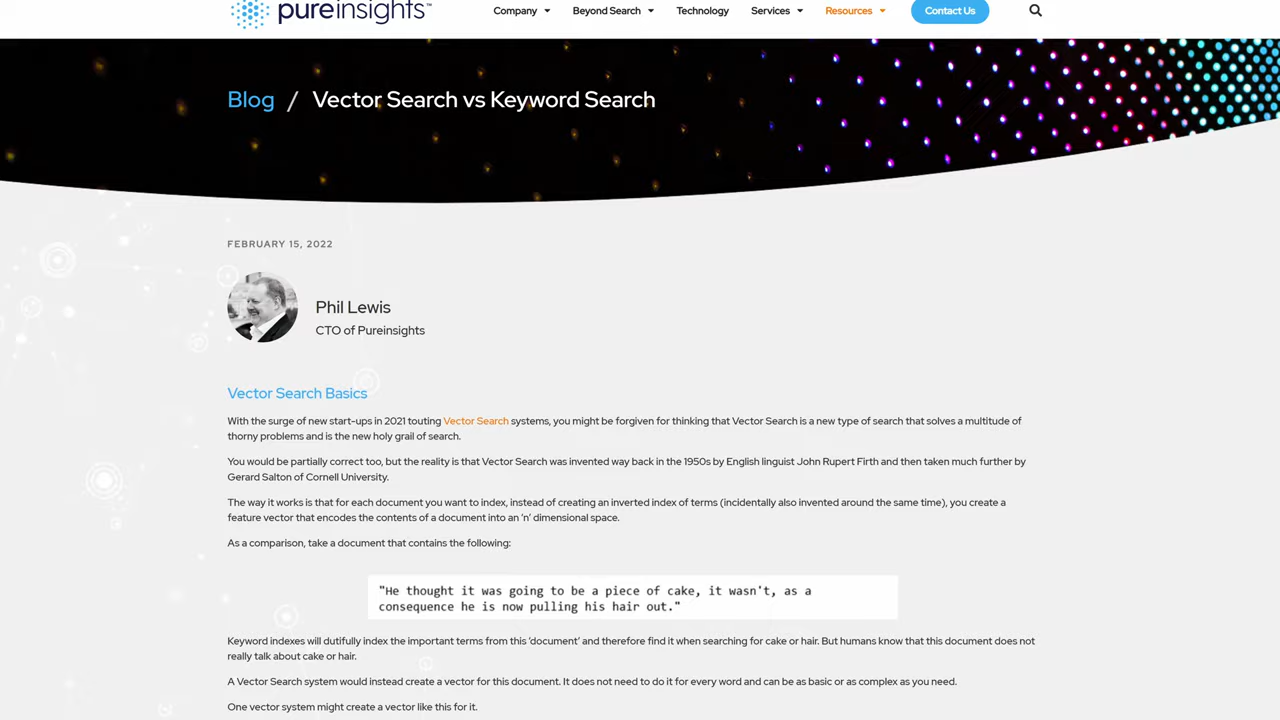 pureinsights™
Company
Beyond Search
Technology
Services
Resources
Contact Us
Blog / Vector Search vs Keyword Search
FEBRUARY 15, 2022
Phil Lewis
CTO of Pureinsights
Vector Search Basics
With the surge of new start-ups in 2021 touting Vector Search systems, you might be forgiven for thinking that Vector Search is a new type of search that solves a multitude of
thorny problems and is the new holy grail of search.
You would be partially correct too, but the reality is that Vector Search was invented way back in the 1950s by English linguist John Rupert Firth and then taken much further by
Gerard Salton of Cornell University.
The way it works is that for each document you want to index, instead of creating an inverted index of terms (incidentally also invented around the same time), you create a
feature vector that encodes the contents of a document into an 'n' dimensional space.
As a comparison, take a document that contains the following:
"He thought it was going to be a piece of cake, it wasn't, as a
consequence he is now pulling his hair out."
Keyword indexes will dutifully index the important terms from this 'document' and therefore find it when searching for cake or hair. But humans know that this document does not
really talk about cake or hair.
A Vector Search system would instead create a vector for this document. It does not need to do it for every word and can be as basic or as complex as you need.
One vector system might create a vector like this for it.